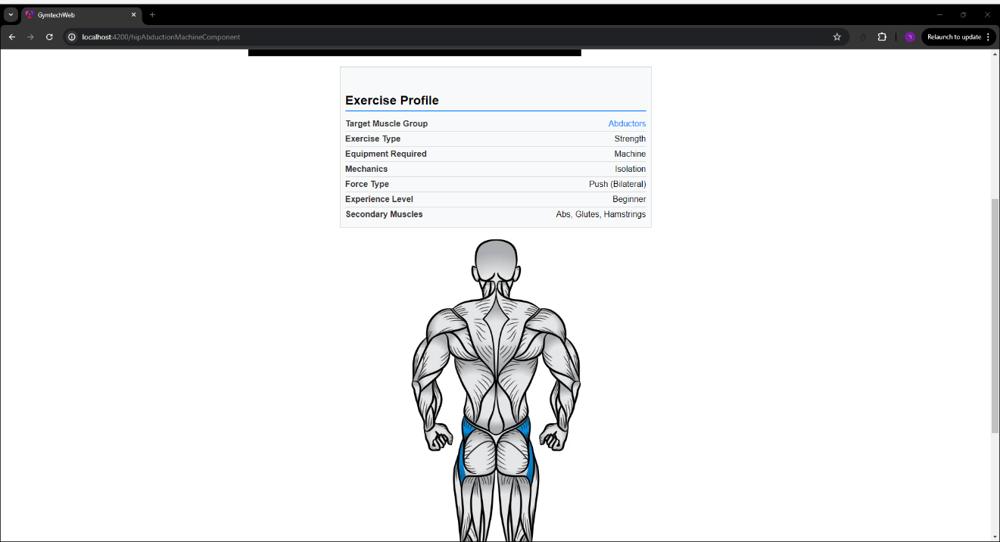 GymtechWeb
localhost:4200/hipAbductionMachineComponent
Relaunch to update
Exercise Profile
Target Muscle Group Abductors
Exercise Type Strength
Equipment Required Machine
Mechanics Isolation
Force Type Push (Bilateral)
Experience Level Beginner
Secondary Muscles Abs, Glutes, Hamstrings